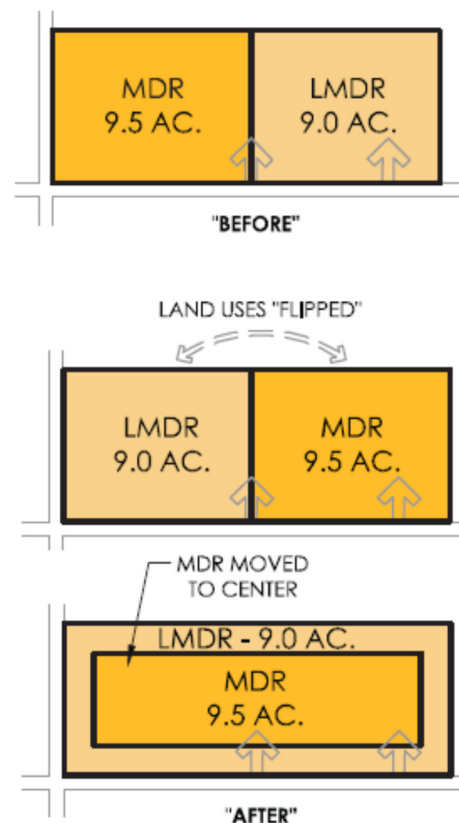 MDR
9.5 AC.
LMDR
9.0 AC.
"BEFORE"
LAND USES "FLIPPED"
LMDR
9.0 AC.
MDR
9.5 AC.
MDR MOVED
TO CENTER
LMDR - 9.0 AC.
MDR
9.5 AC.
"AFTER"